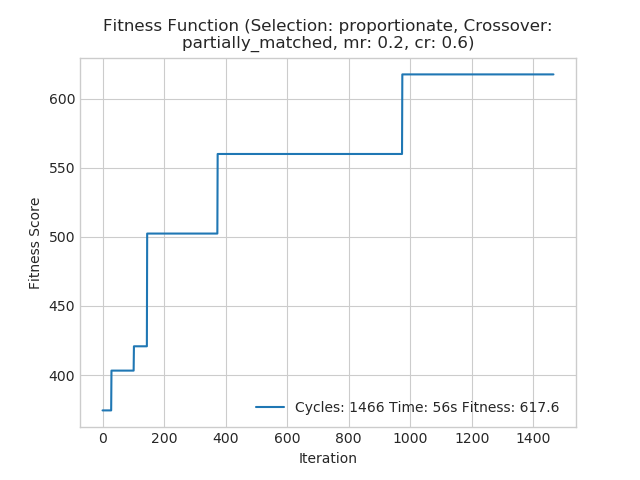 Fitness Function (Selection: proportionate, Crossover:
partially_matched, mr: 0.2, cr: 0.6)
Fitness Score
600
550
500
450
400
Cycles: 1466 Time: 56s Fitness: 617.6
0 200 400 600 800 1000 1200 1400
Iteration